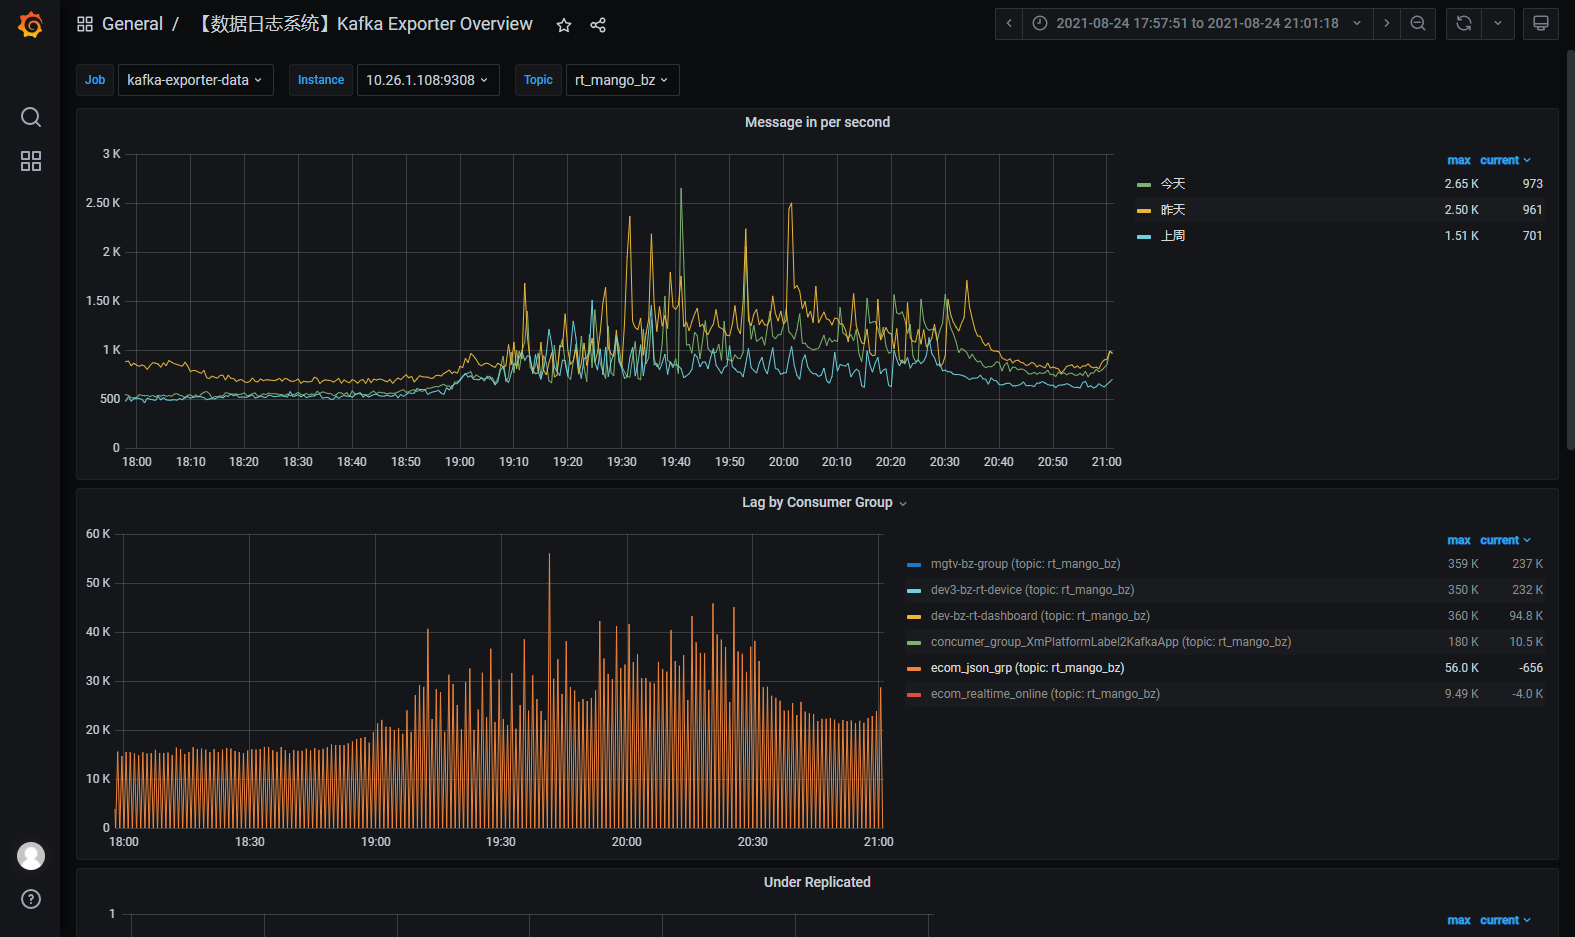 General / 【数据日志系统】Kafka Exporter Overview
2021-08-24 17:57:51 to 2021-08-24 21:01:18
Job kafka-exporter-data Instance 10.26.1.108:9308 Topic rt_mango_bz
Message in per second
3 K
2.50 K
2 K
1.50 K
1 K
500
0
18:00 18:10 18:20 18:30 18:40 18:50 19:00 19:10 19:20 19:30 19:40 19:50 20:00 20:10 20:20 20:30 20:40 20:50 21:00
max current
今天 2.65 K 973
昨天 2.50 K 961
上周 1.51 K 701
Lag by Consumer Group
60 K
50 K
40 K
30 K
20 K
10 K
0
18:00 18:30 19:00 19:30 20:00 20:30 21:00
max current
mgtv-bz-group (topic: rt_mango_bz) 359 K 237 K
dev3-bz-rt-device (topic: rt_mango_bz) 350 K 232 K
dev-bz-rt-dashboard (topic: rt_mango_bz) 360 K 94.8 K
concumer_group_XmPlatformLabel2KafkaApp (topic: rt_mango_bz) 180 K 10.5 K
ecom_json_grp (topic: rt_mango_bz) 56.0 K -656
ecom_realtime_online (topic: rt_mango_bz) 9.49 K -4.0 K
Under Replicated
1
max current